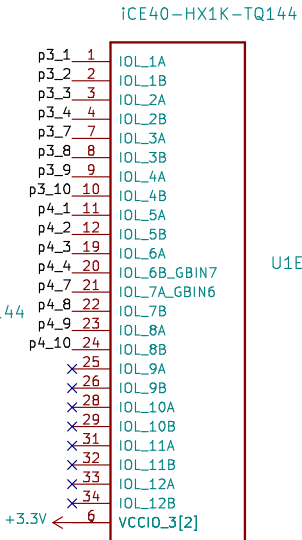 iCE40-HX1K-TQ144
p3_1 1 IOL_1A
p3_2 2 IOL_1B
p3_3 3 IOL_2A
p3_4 4 IOL_2B
p3_7 7 IOL_3A
p3_8 8 IOL_3B
p3_9 9 IOL_4A
p3_10 10 IOL_4B
p4_1 11 IOL_5A
p4_2 12 IOL_5B
p4_3 19 IOL_6A
p4_4 20 IOL_6B_GBIN7
U1E
p4_7 21 IOL_7A_GBIN6
p4_8 22 IOL_7B
44
p4_9 23 IOL_8A
p4_10 24 IOL_8B
25 IOL_9A
26 IOL_9B
28 IOL_10A
29 IOL_10B
31 IOL_11A
32 IOL_11B
33 IOL_12A
34 IOL_12B
+3.3V 6 VCCIO_3[2]